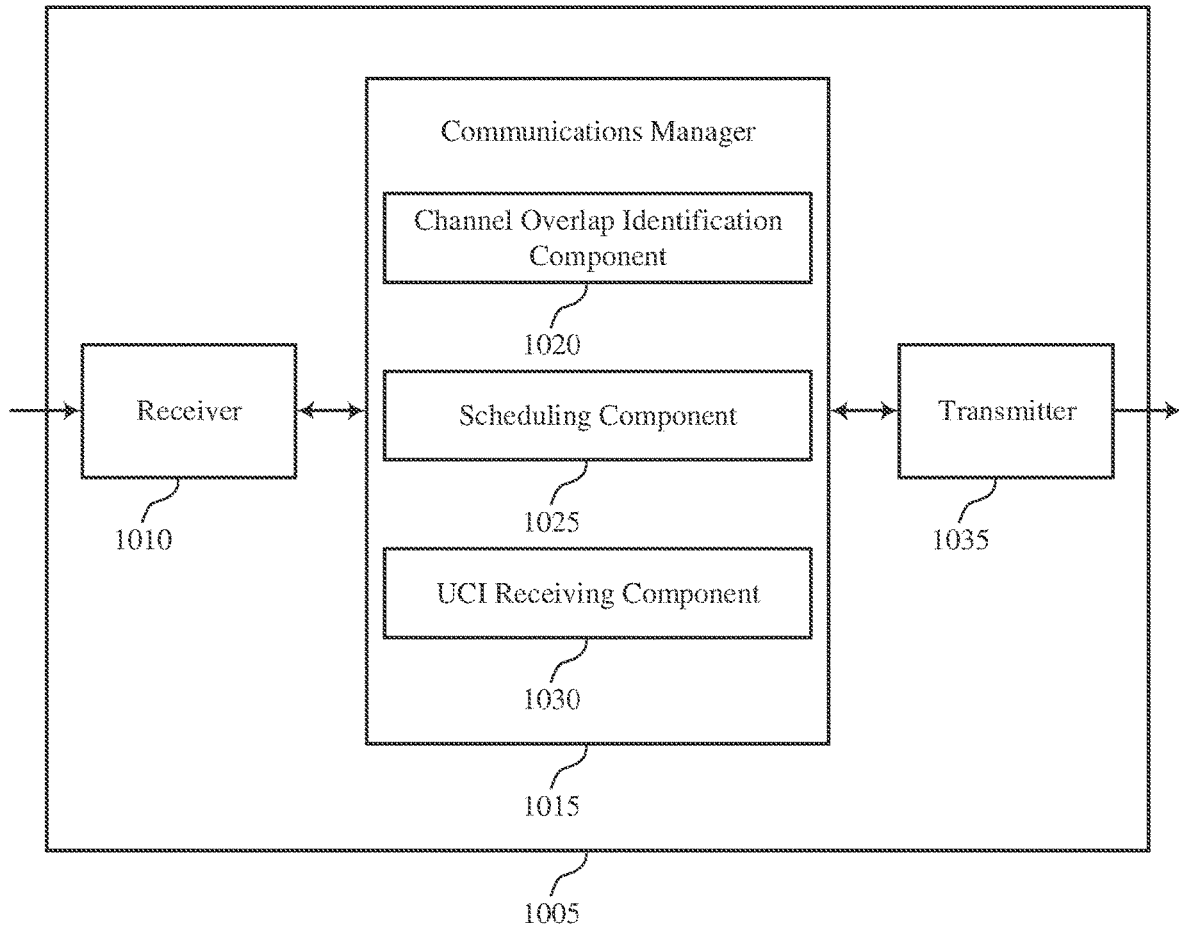 Communications Manager
Channel Overlap Identification
Component
1020
Receiver
1010
Scheduling Component
1025
Transmitter
1035
UCI Receiving Component
1030
1015
1005